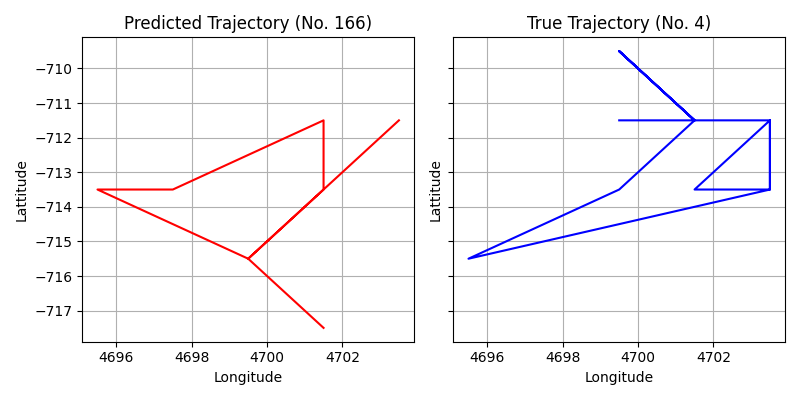 Predicted Trajectory (No. 166)
True Trajectory (No. 4)
−710
−711
−712
−713
−714
−715
−716
−717
Lattitude
Lattitude
4696
4698
4700
4702
4696
4698
4700
4702
Longitude
Longitude